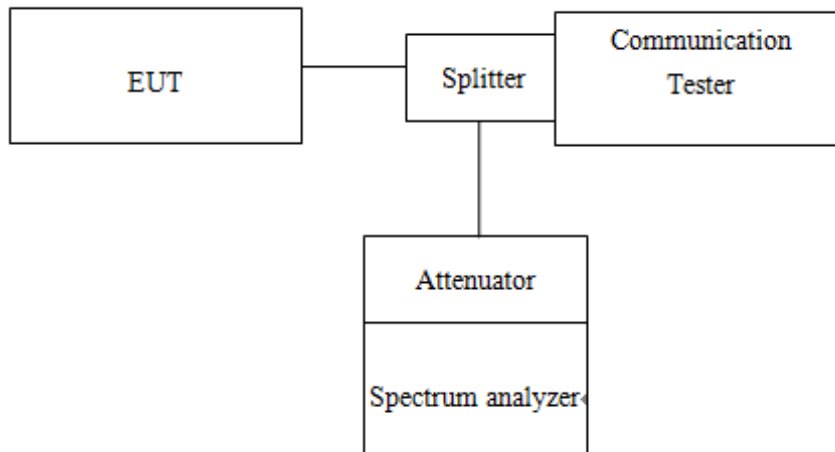 EUT
Splitter
Communication
Tester
Attenuator
Spectrum analyzer